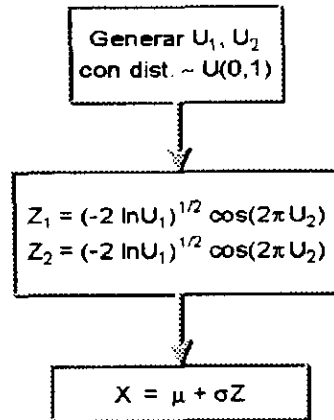 Generar U₁, U₂
con dist. ~ U(0,1)
Z₁ = (-2 lnU₁)^1/2 cos(2πU₂)
Z₂ = (-2 lnU₁)^1/2 cos(2πU₂)
X = μ + σZ